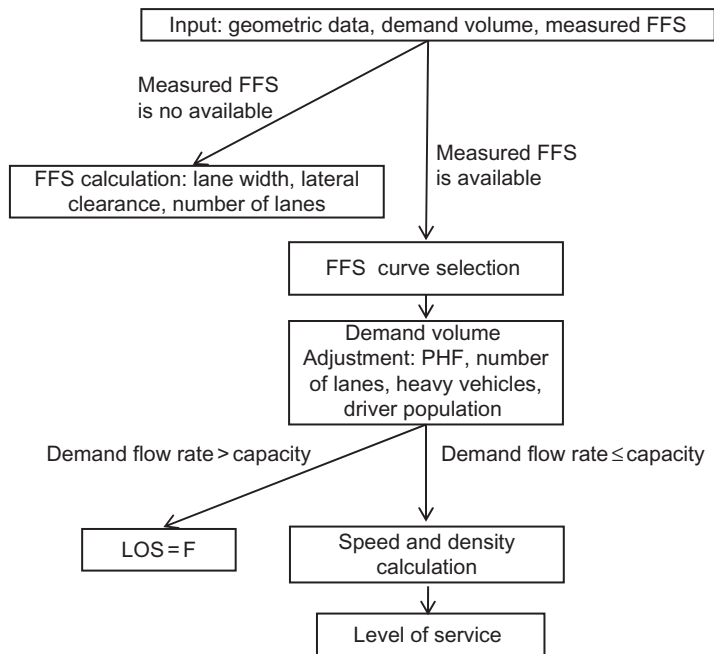 Input: geometric data, demand volume, measured FFS
Measured FFS
is no available
Measured FFS
is available
FFS calculation: lane width, lateral
clearance, number of lanes
FFS curve selection
Demand volume
Adjustment: PHF, number
of lanes, heavy vehicles,
driver population
Demand flow rate > capacity
Demand flow rate ≤ capacity
LOS = F
Speed and density
calculation
Level of service